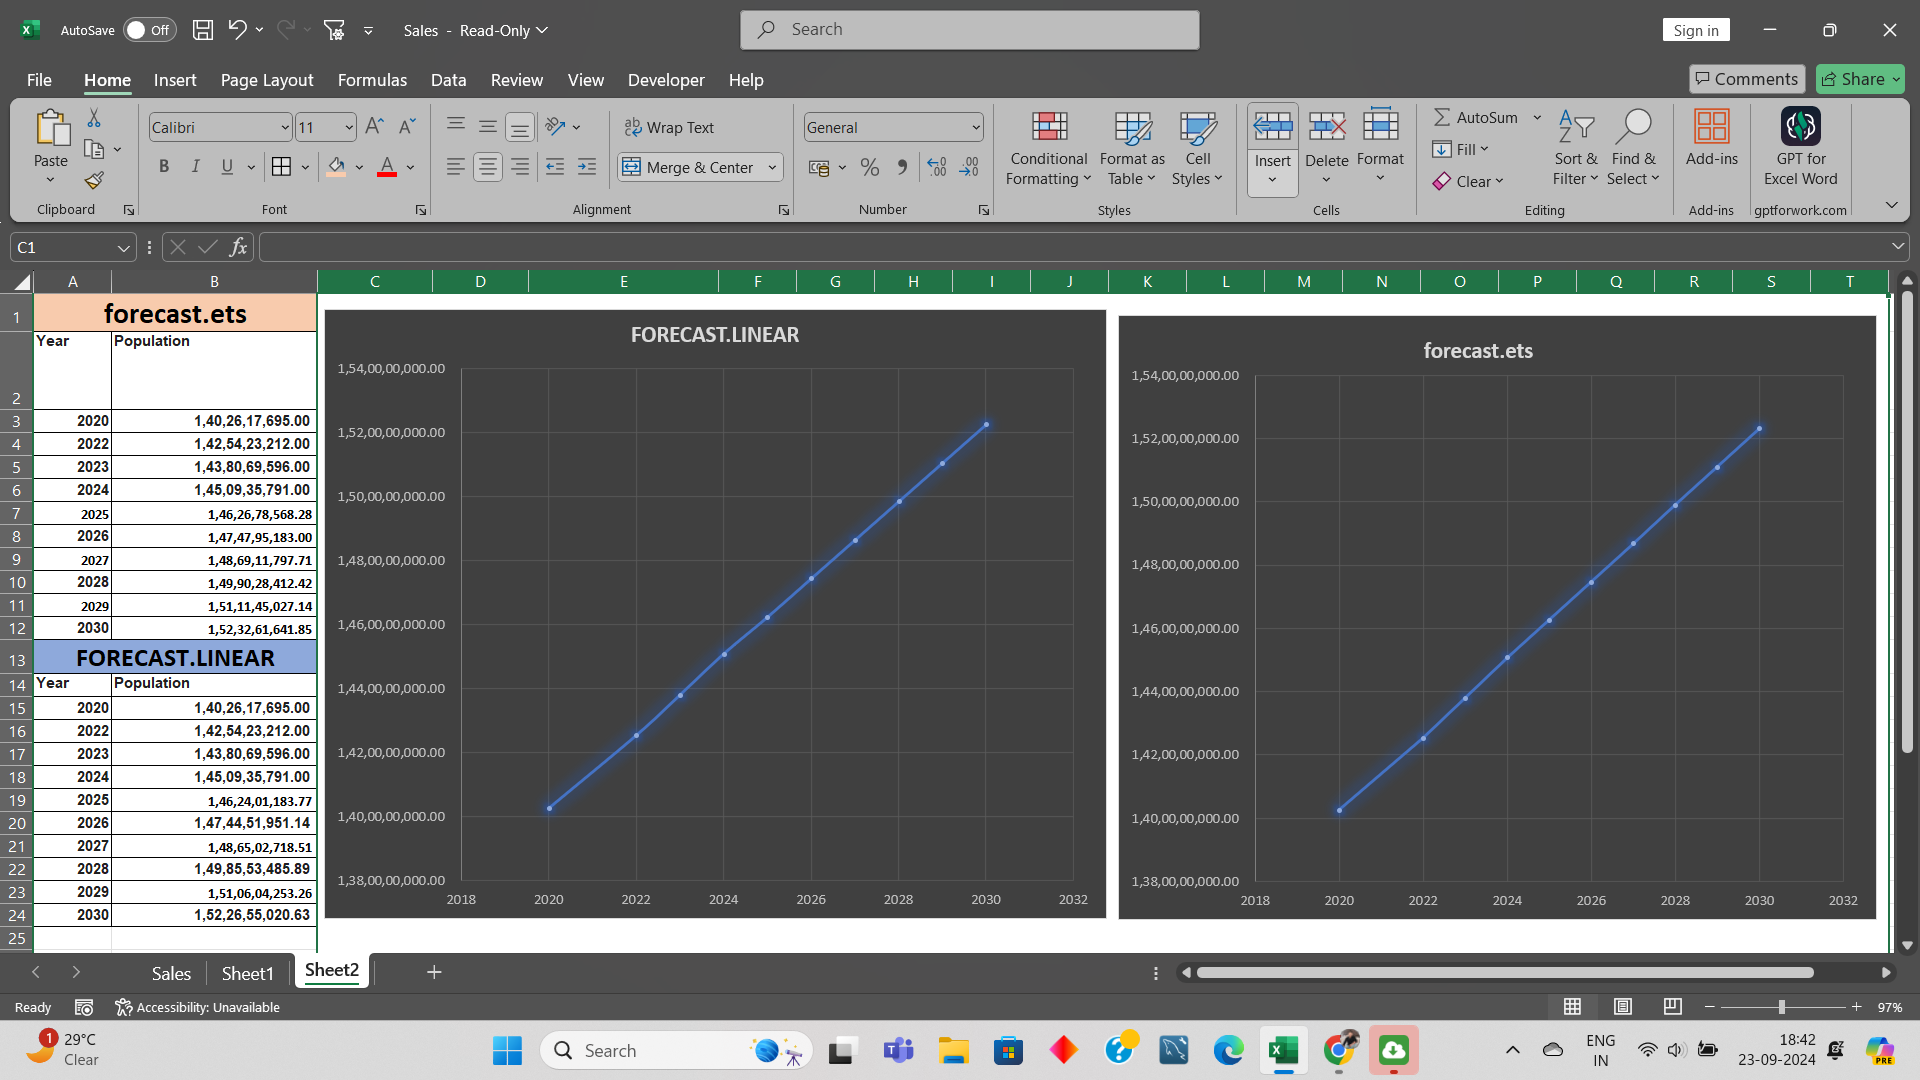 AutoSave Off Sales - Read-Only Search Sign in
File Home Insert Page Layout Formulas Data Review View Developer Help Comments Share
Paste
Clipboard
Calibri 11
B I U A
Font
ab Wrap Text
Merge & Center
Alignment
General
% 9 .00
Number
Conditional Formatting
Format as Table
Cell Styles
Styles
Insert Delete Format
Cells
AutoSum
Fill
Clear
Sort & Filter
Find & Select
Editing
Add-ins
Add-ins
GPT for Excel Word
gptforwork.com
C1 fx
A B C D E F G H I J K L M N O P Q R S T
1 forecast.ets
2 Year Population
3 2020 1,40,26,17,695.00
4 2022 1,42,54,23,212.00
5 2023 1,43,80,69,596.00
6 2024 1,45,09,35,791.00
7 2025 1,46,26,78,568.28
8 2026 1,47,47,95,183.00
9 2027 1,48,69,11,797.71
10 2028 1,49,90,28,412.42
11 2029 1,51,11,45,027.14
12 2030 1,52,32,61,641.85
13 FORECAST.LINEAR
14 Year Population
15 2020 1,40,26,17,695.00
16 2022 1,42,54,23,212.00
17 2023 1,43,80,69,596.00
18 2024 1,45,09,35,791.00
19 2025 1,46,24,01,183.77
20 2026 1,47,44,51,951.14
21 2027 1,48,65,02,718.51
22 2028 1,49,85,53,485.89
23 2029 1,51,06,04,253.26
24 2030 1,52,26,55,020.63
25
FORECAST.LINEAR
1,54,00,00,000.00
1,52,00,00,000.00
1,50,00,00,000.00
1,48,00,00,000.00
1,46,00,00,000.00
1,44,00,00,000.00
1,42,00,00,000.00
1,40,00,00,000.00
1,38,00,00,000.00
2018 2020 2022 2024 2026 2028 2030 2032
forecast.ets
1,54,00,00,000.00
1,52,00,00,000.00
1,50,00,00,000.00
1,48,00,00,000.00
1,46,00,00,000.00
1,44,00,00,000.00
1,42,00,00,000.00
1,40,00,00,000.00
1,38,00,00,000.00
2018 2020 2022 2024 2026 2028 2030 2032
Sales Sheet1 Sheet2
Ready Accessibility: Unavailable 97%
1 29°C
Clear
Search
ENG
IN
18:42
23-09-2024
PRE